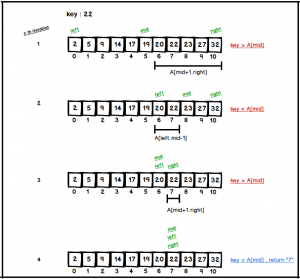 key : 22
n th iteration
left mid right
1 2 5 9 14 17 19 20 22 23 27 32 key > A[mid]
0 1 2 3 4 5 6 7 8 9 10
A[mid+1.right]
left mid right
2 2 5 9 14 17 19 20 22 23 27 32 key < A[mid]
0 1 2 3 4 5 6 7 8 9 10
A[left.mid-1]
mid
left right
3 2 5 9 14 17 19 20 22 23 27 32 key > A[mid]
0 1 2 3 4 5 6 7 8 9 10
A[mid+1.right]
mid
left
right
4 2 5 9 14 17 19 20 22 23 27 32 key = A[mid] , return "7"
0 1 2 3 4 5 6 7 8 9 10